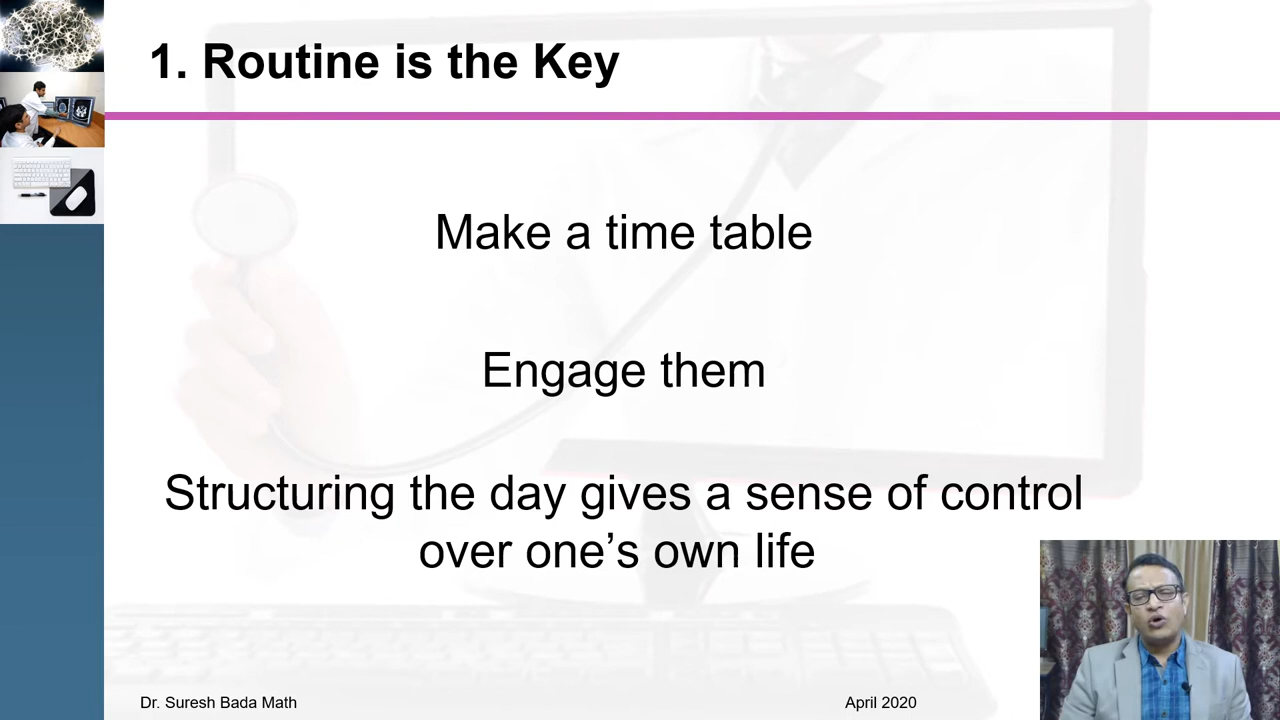 1. Routine is the Key
Make a time table
Engage them
Structuring the day gives a sense of control
over one’s own life
Dr. Suresh Bada Math
April 2020